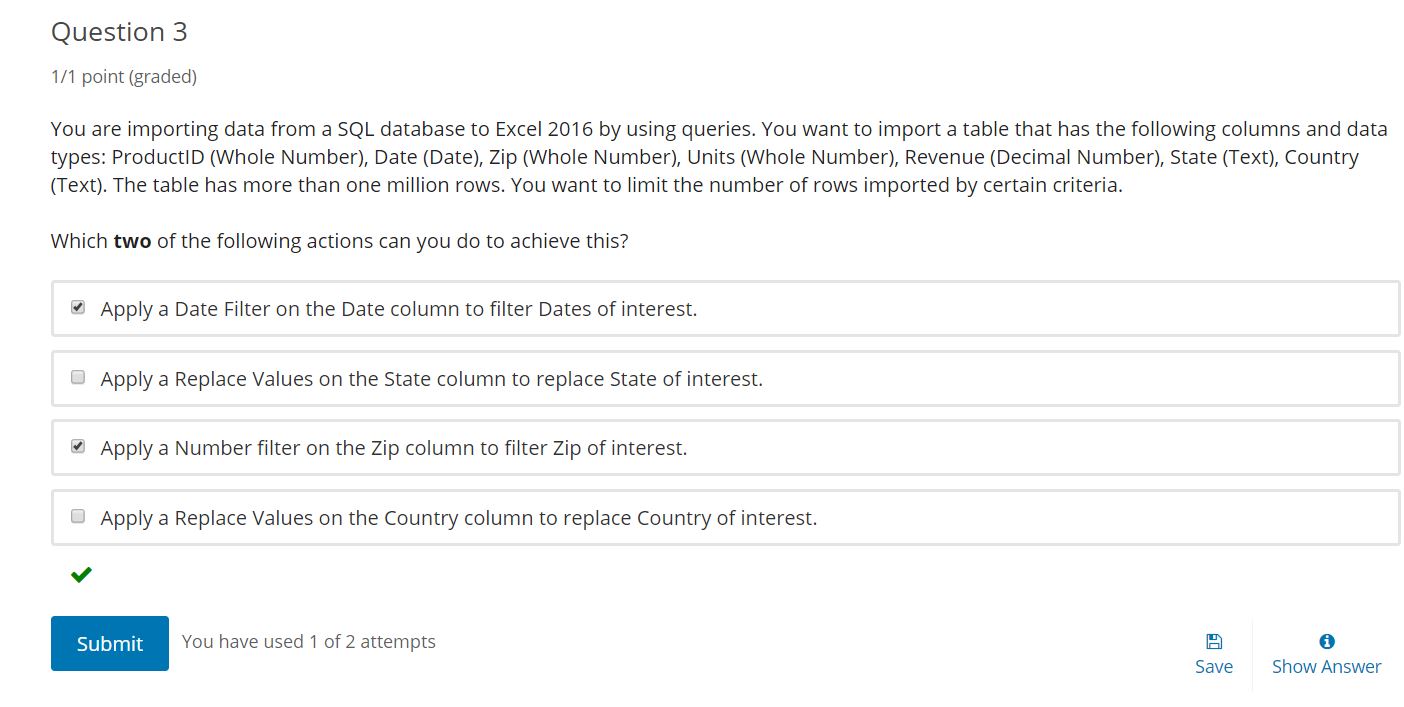 Question 3
1/1 point (graded)
You are importing data from a SQL database to Excel 2016 by using queries. You want to import a table that has the following columns and data
types: ProductID (Whole Number), Date (Date), Zip (Whole Number), Units (Whole Number), Revenue (Decimal Number), State (Text), Country
(Text). The table has more than one million rows. You want to limit the number of rows imported by certain criteria.
Which two of the following actions can you do to achieve this?
Apply a Date Filter on the Date column to filter Dates of interest.
Apply a Replace Values on the State column to replace State of interest.
Apply a Number filter on the Zip column to filter Zip of interest.
Apply a Replace Values on the Country column to replace Country of interest.
Submit
You have used 1 of 2 attempts
Save
Show Answer